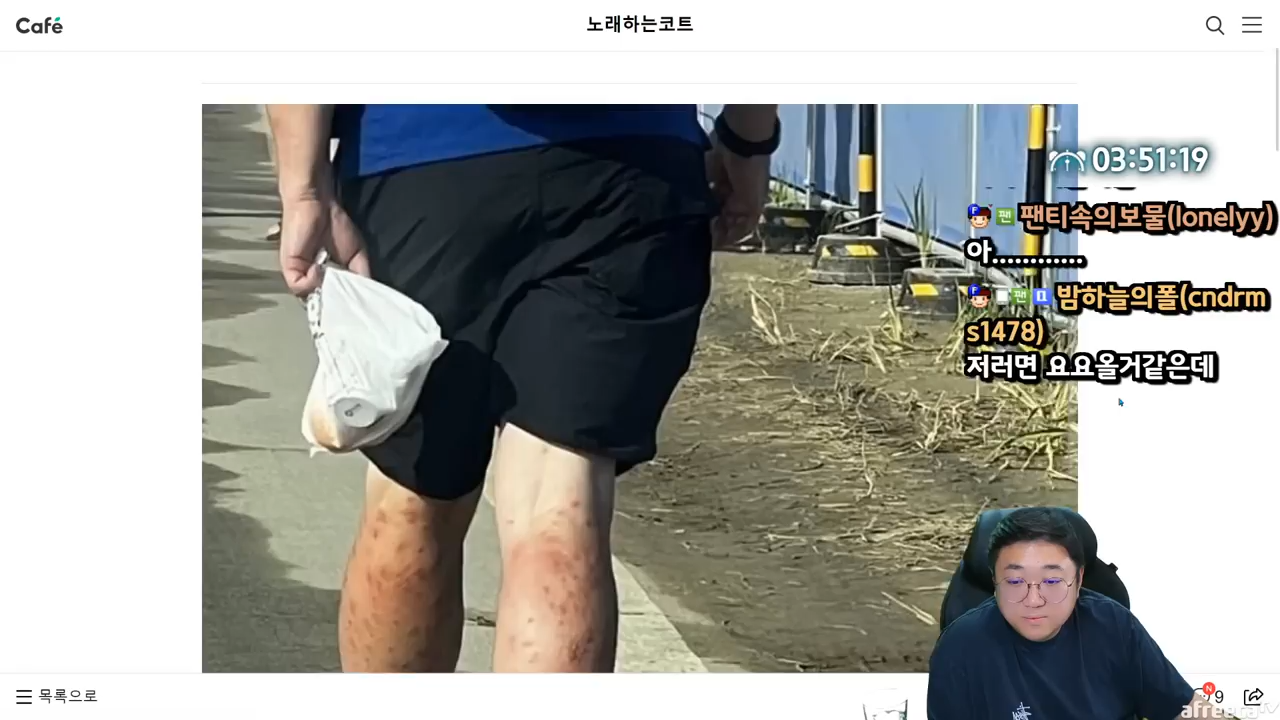 Café
노래하는코트
03:51:19
팬 팬티속의보물(lonelyy)
아............
팬 밤하늘의폴(cndrm
s1478)
저러면 요요올거같은데
목록으로
N
9
afreecaTV